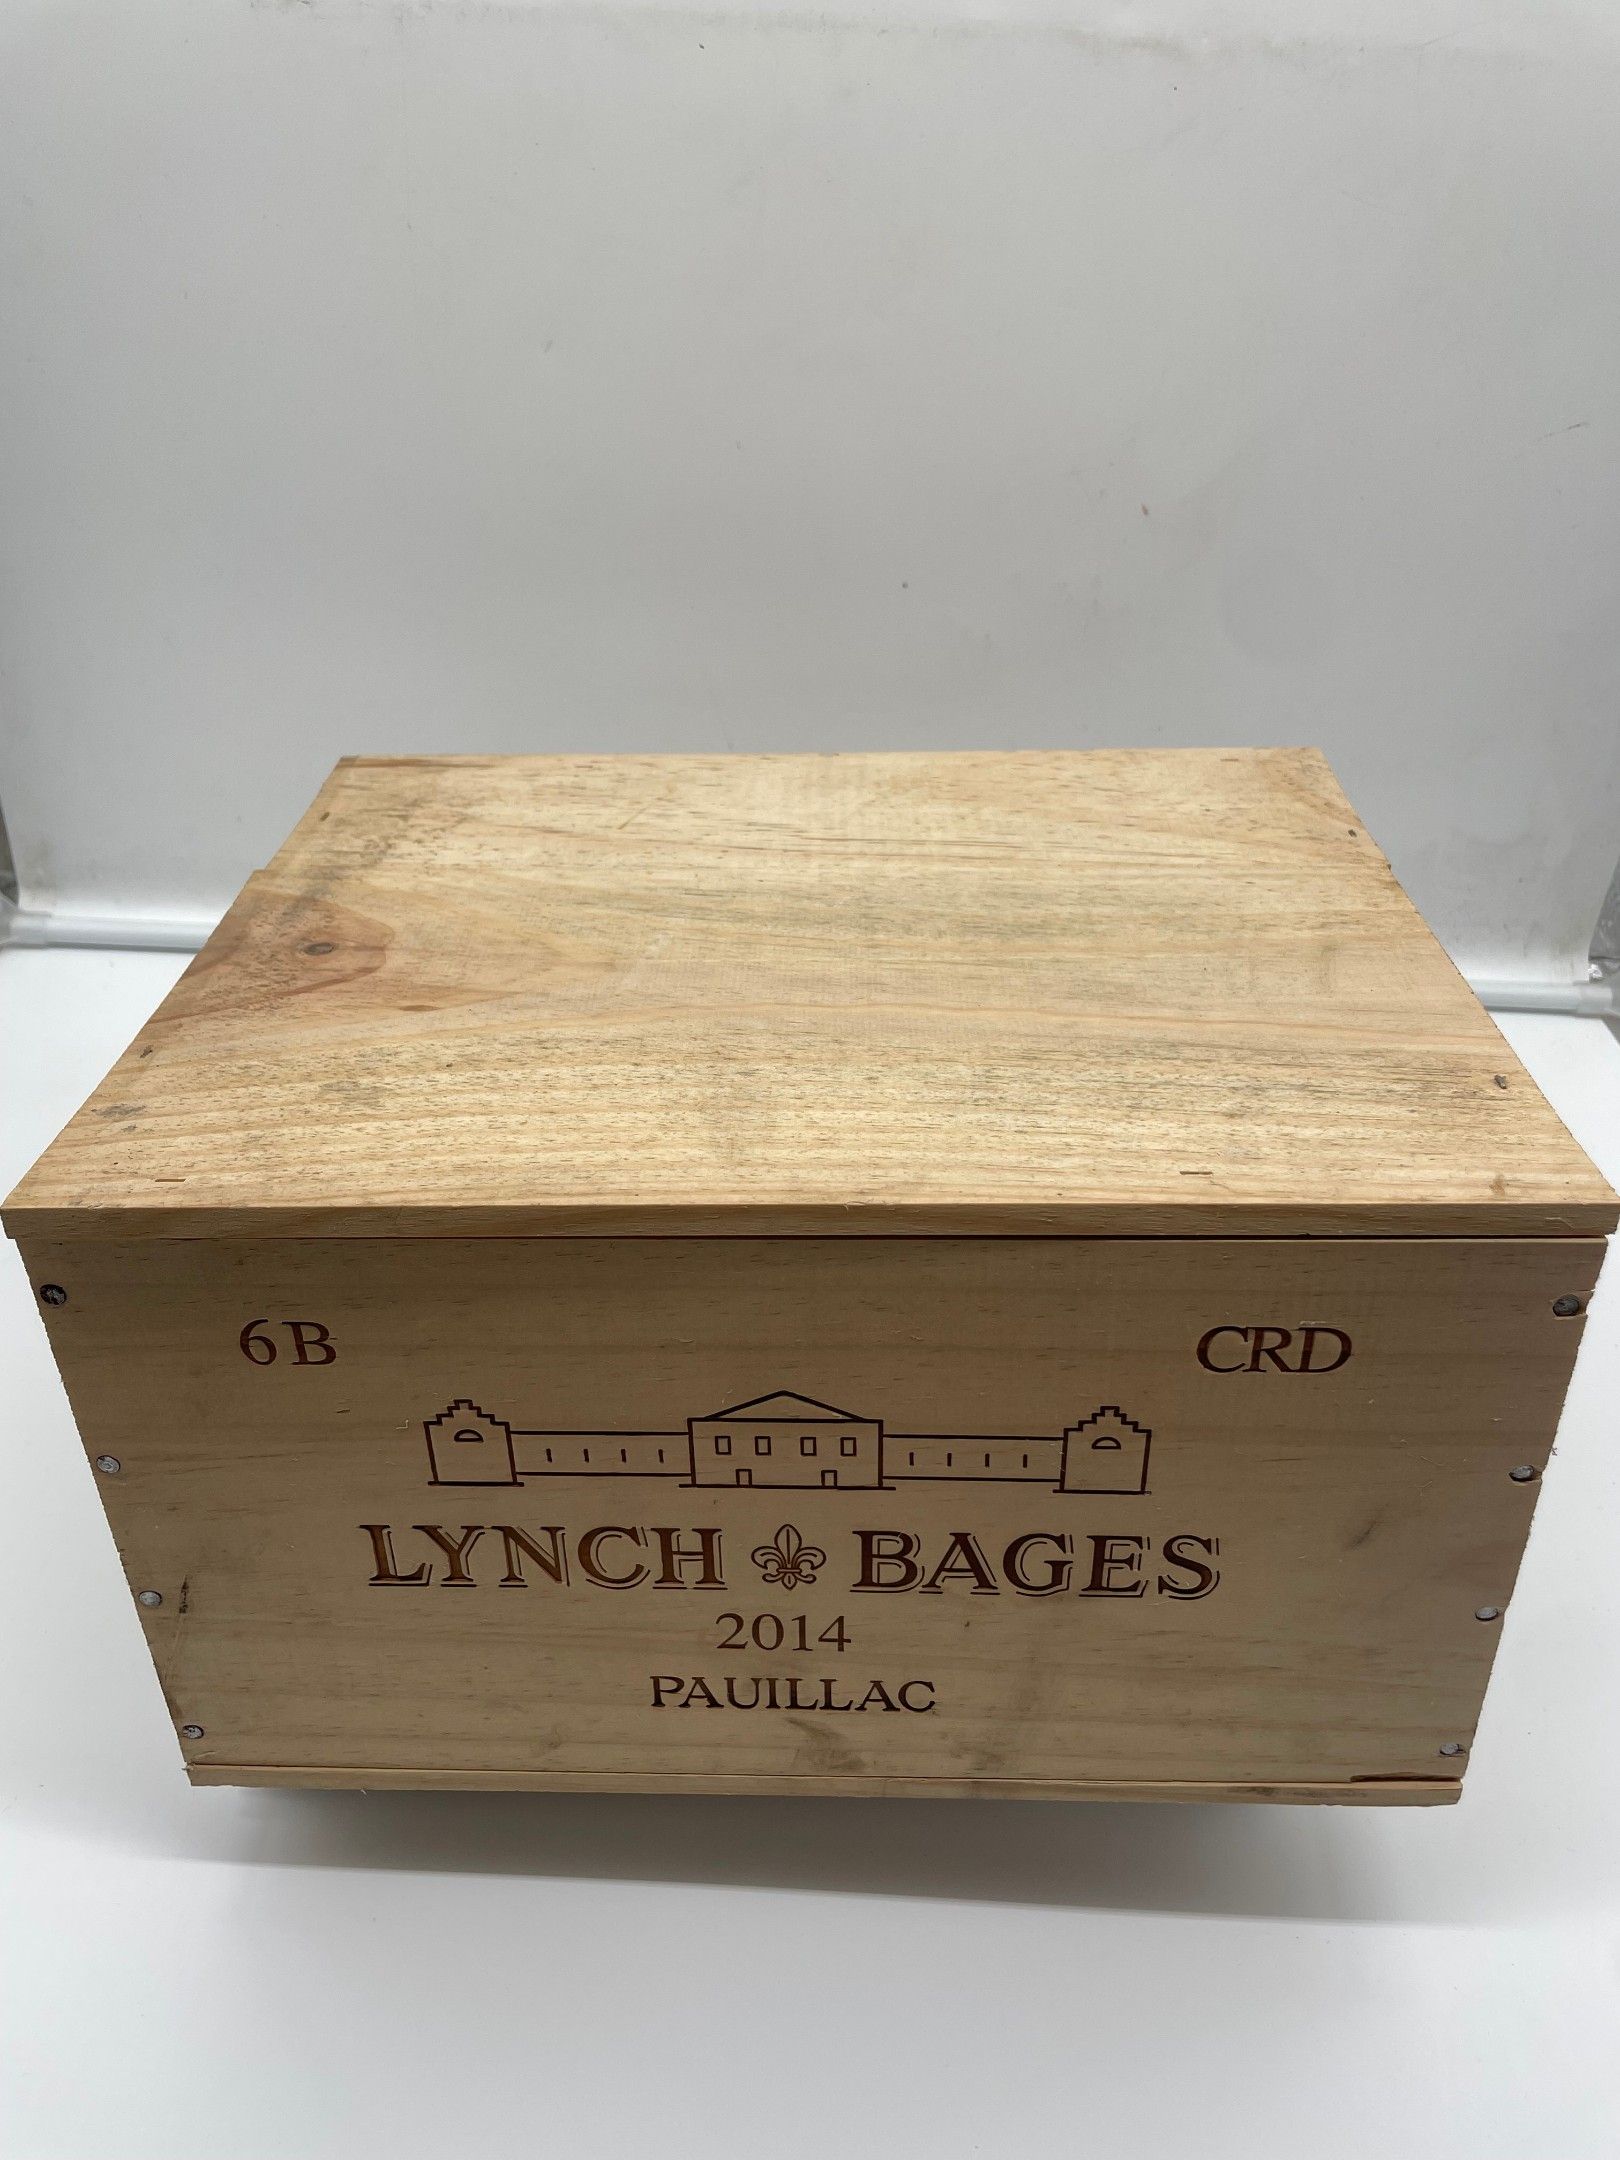 6B CRD
LYNCH BAGES
2014
PAUILLAC